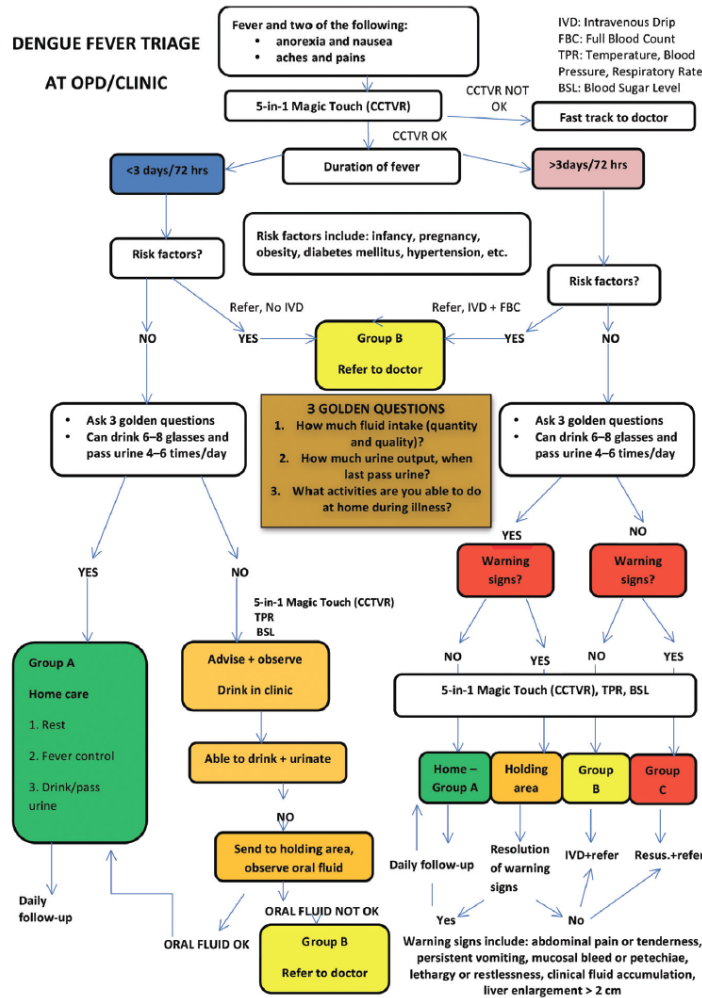 DENGUE FEVER TRIAGE
AT OPD/CLINIC
Fever and two of the following:
• anorexia and nausea
• aches and pains
IVD: Intravenous Drip
FBC: Full Blood Count
TPR: Temperature, Blood
Pressure, Respiratory Rate
BSL: Blood Sugar Level
5-in-1 Magic Touch (CCTVR)
CCTVR NOT
OK
Fast track to doctor
CCTVR OK
<3 days/72 hrs
Duration of fever
>3days/72 hrs
Risk factors?
Risk factors include: infancy, pregnancy,
obesity, diabetes mellitus, hypertension, etc.
Risk factors?
Refer, No IVD
Refer, IVD + FBC
NO
YES
Group B
Refer to doctor
YES
NO
• Ask 3 golden questions
• Can drink 6–8 glasses and
pass urine 4–6 times/day
3 GOLDEN QUESTIONS
1. How much fluid intake (quantity
and quality)?
2. How much urine output, when
last pass urine?
3. What activities are you able to do
at home during illness?
• Ask 3 golden questions
• Can drink 6–8 glasses and
pass urine 4–6 times/day
YES
NO
YES
NO
Warning
signs?
Warning
signs?
5-in-1 Magic Touch (CCTVR)
TPR
BSL
Group A
Home care
1. Rest
2. Fever control
3. Drink/pass
urine
Advise + observe
Drink in clinic
NO
YES
NO
YES
5-in-1 Magic Touch (CCTVR), TPR, BSL
Able to drink + urinate
Home –
Group A
Holding
area
Group
B
Group
C
NO
Send to holding area,
observe oral fluid
Daily follow-up
Resolution
of warning
signs
IVD+refer
Resus.+refer
Daily
follow-up
ORAL FLUID OK
ORAL FLUID NOT OK
Yes
No
Group B
Refer to doctor
Warning signs include: abdominal pain or tenderness,
persistent vomiting, mucosal bleed or petechiae,
lethargy or restlessness, clinical fluid accumulation,
liver enlargement > 2 cm